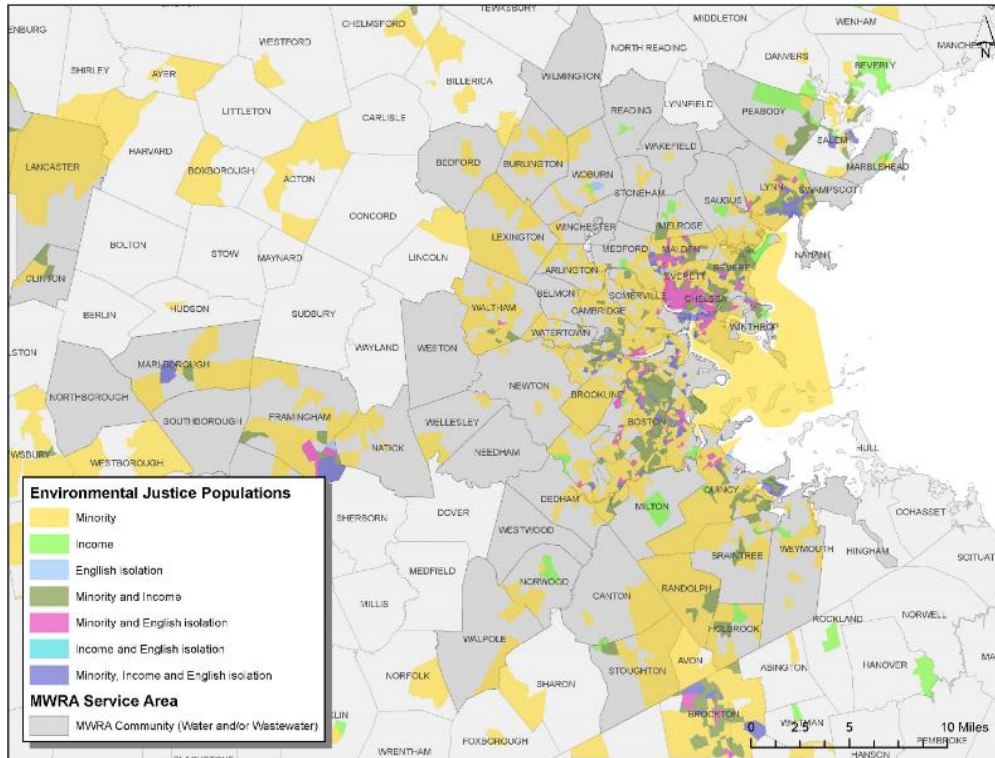 TEWKSBURY
CHELMSFORD
MIDDLETON
WENHAM
WESTFORD
DANVERS
NORTH READING
BEVERLY
SHIRLEY
AYER
BILLERICA
WILMINGTON
N
LITTLETON
READING
LYNNFIELD
PEABODY
CARLISLE
SALEM
HARVARD
BEDFORD
BURLINGTON
WAKEFIELD
LANCASTER
BOXBOROUGH
ACTON
WOBURN
MARBLEHEAD
STONEHAM
LYNN
SWAMPSCOTT
SAUGUS
CONCORD
WINCHESTER
MELROSE
LEXINGTON
BOLTON
STOW
MAYNARD
LINCOLN
MEDFORD
MALDEN
NAHANT
ARLINGTON
REVERE
CLINTON
EVERETT
BELMONT
SOMERVILLE
CHELSEA
BERLIN
HUDSON
SUDBURY
WALTHAM
CAMBRIDGE
WATERTOWN
WINTHROP
WAYLAND
WESTON
MARLBOROUGH
NEWTON
NORTHBOROUGH
BROOKLINE
SOUTHBOROUGH
FRAMINGHAM
WELLESLEY
BOSTON
NATICK
NEEDHAM
HULL
WESTBOROUGH
QUINCY
DEDHAM
MILTON
COHASSET
SHERBORN
DOVER
WESTWOOD
WEYMOUTH
HINGHAM
BRAINTREE
MEDFIELD
NORWOOD
CANTON
RANDOLPH
MILLIS
ROCKLAND
NORWELL
HOLBROOK
WALPOLE
AVON
ABINGTON
HANOVER
STOUGHTON
NORFOLK
SHARON
BROCKTON
WHITMAN
FOXBOROUGH
PEMBROKE
WRENTHAM
HANSON
0 2.5 5 10 Miles
Environmental Justice Populations
Minority
Income
English isolation
Minority and Income
Minority and English isolation
Income and English isolation
Minority, Income and English isolation
MWRA Service Area
MWRA Community (Water and/or Wastewater)